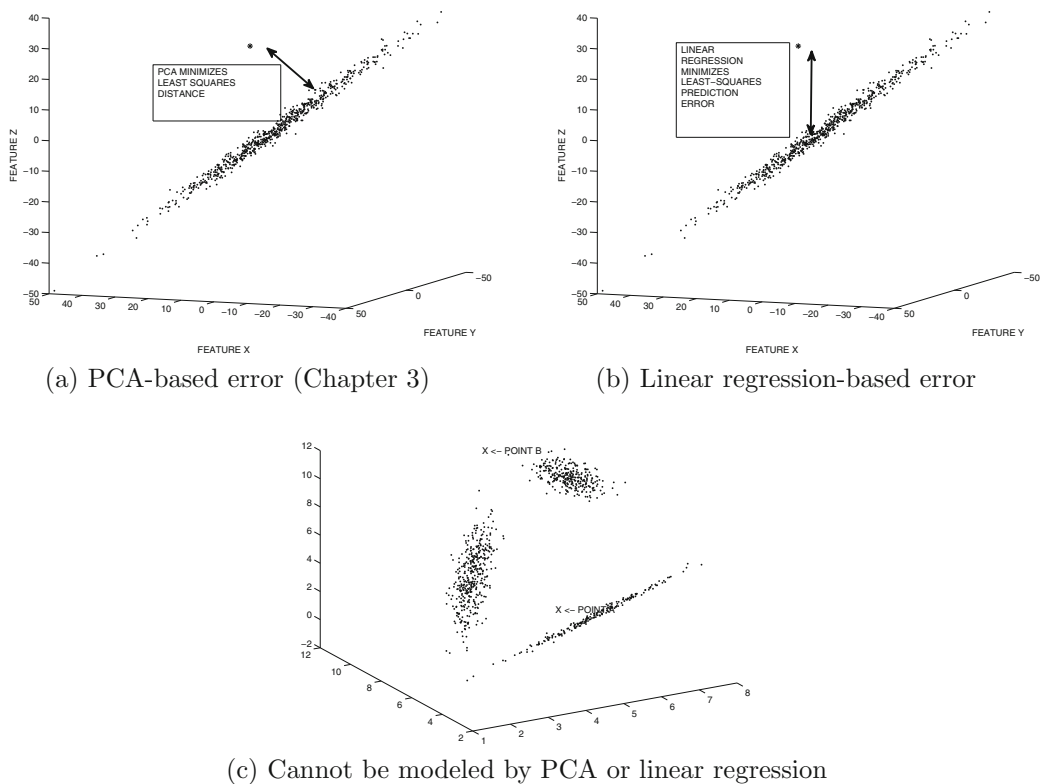 40
30
20
10
0
−10
−20
−30
−40
−50
FEATURE Z
*
PCA MINIMIZES
LEAST SQUARES
DISTANCE
50 40 30 20 10 0 −10 −20 −30 −40
50 0 −50
FEATURE X
FEATURE Y
(a) PCA-based error (Chapter 3)
40
30
20
10
0
−10
−20
−30
−40
−50
FEATURE Z
*
LINEAR
REGRESSION
MINIMIZES
LEAST−SQUARES
PREDICTION
ERROR
50 40 30 20 10 0 −10 −20 −30 −40
50 0 −50
FEATURE X
FEATURE Y
(b) Linear regression-based error
12
10
8
6
4
2
0
−2
X <− POINT B
X <− POINT A
12 10 8 6 4 2
1 2 3 4 5 6 7 8
(c) Cannot be modeled by PCA or linear regression